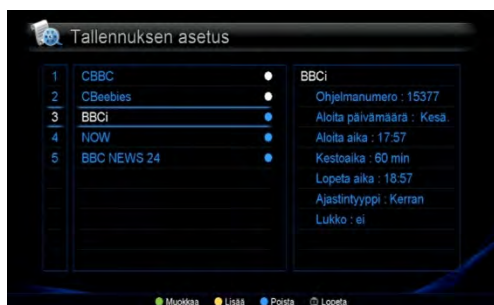 Tallennuksen asetus
1 CBBC
2 CBeebies
3 BBCi
4 NOW
5 BBC NEWS 24
BBCi
Ohjelmanumero : 15377
Aloita päivämäärä : Kesä.
Aloita aika : 17:57
Kestoaika : 60 min
Lopeta aika : 18:57
Ajastintyyppi : Kerran
Lukko : ei
Muokkaa Lisää Poista Lopeta